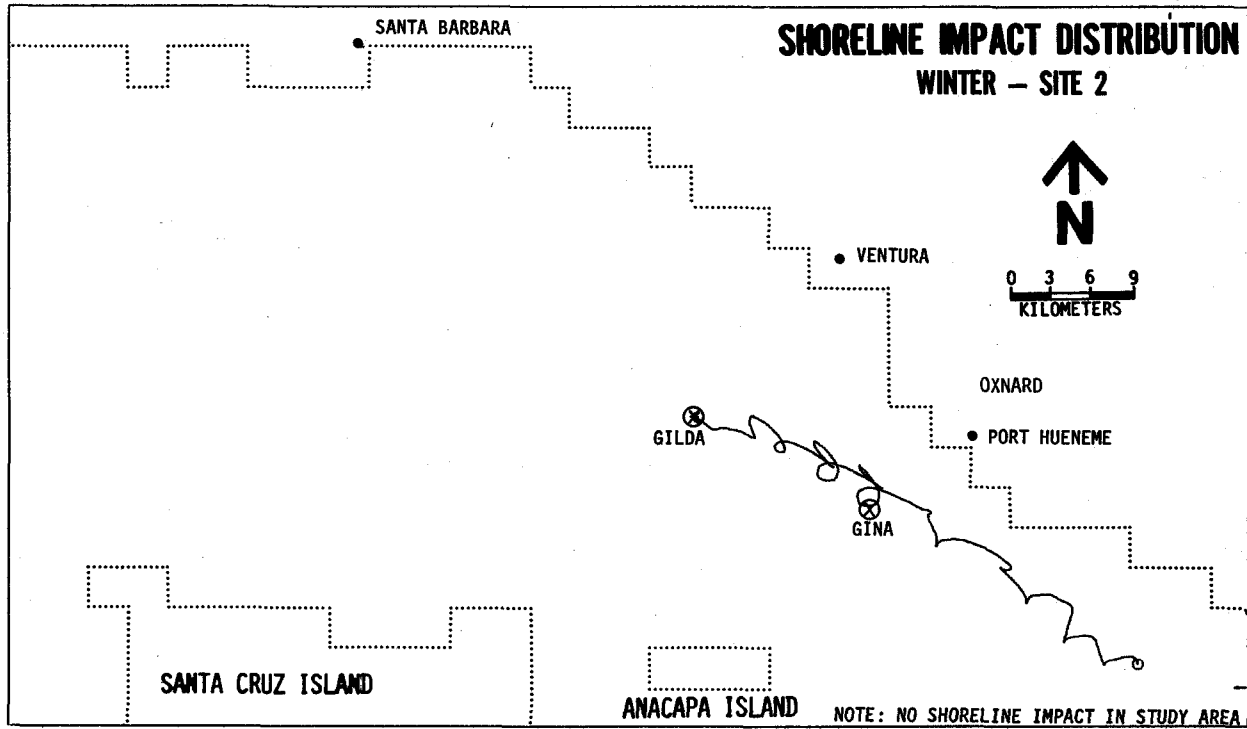 SANTA BARBARA
SHORELINE IMPACT DISTRIBUTION
WINTER — SITE 2
N
VENTURA
0 3 6 9
KILOMETERS
OXNARD
GILDA
PORT HUENEME
GINA
SANTA CRUZ ISLAND
ANACAPA ISLAND
NOTE: NO SHORELINE IMPACT IN STUDY AREA